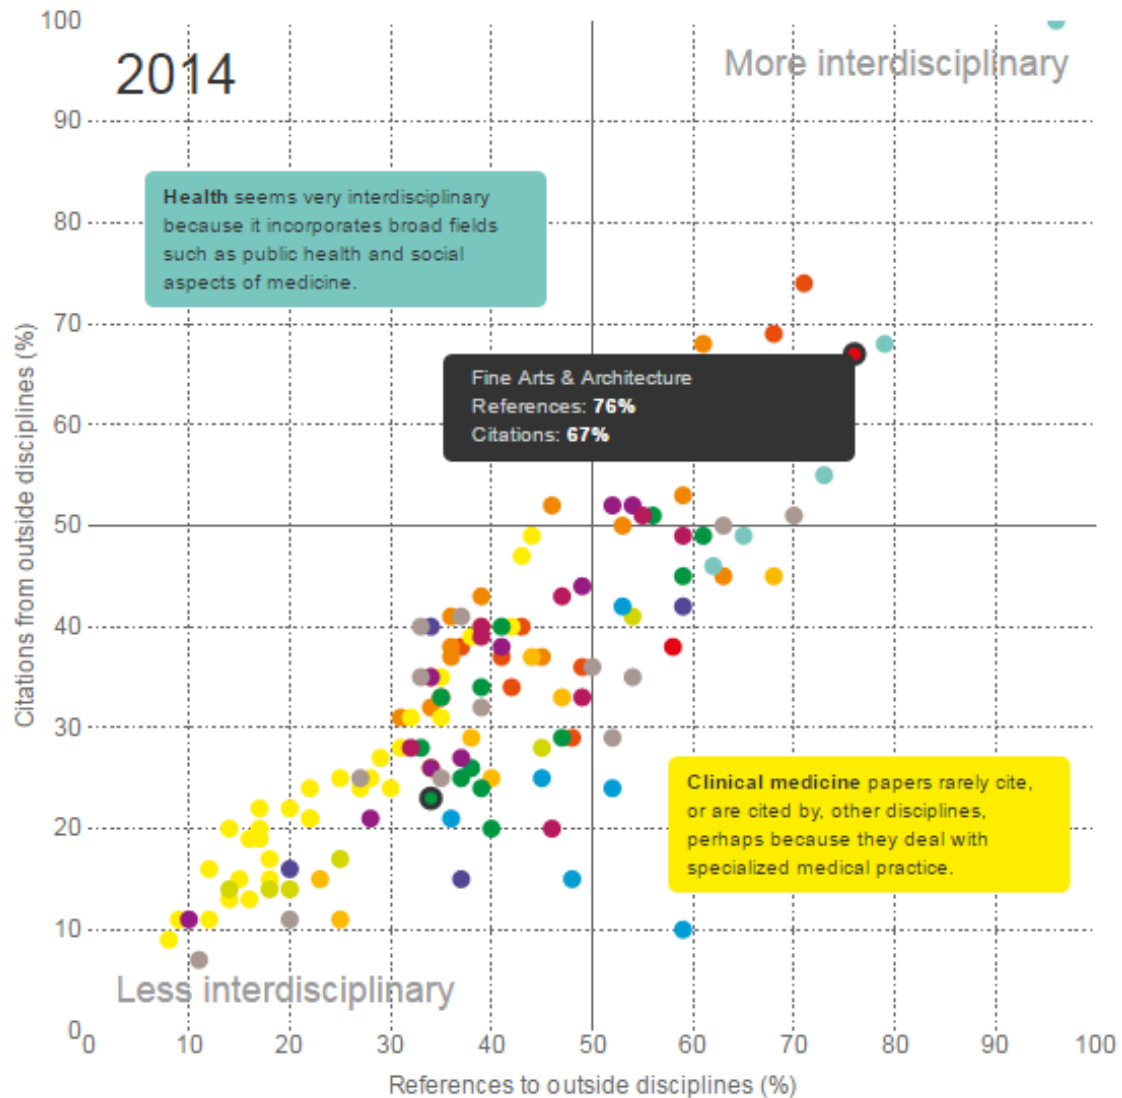 100
2014
More interdisciplinary
90
Health seems very interdisciplinary
because it incorporates broad fields
such as public health and social
aspects of medicine.
80
70
Fine Arts & Architecture
References: 76%
Citations: 67%
60
50
40
30
Clinical medicine papers rarely cite,
or are cited by, other disciplines,
perhaps because they deal with
specialized medical practice.
20
10
Less interdisciplinary
0
Citations from outside disciplines (%)
0 10 20 30 40 50 60 70 80 90 100
References to outside disciplines (%)